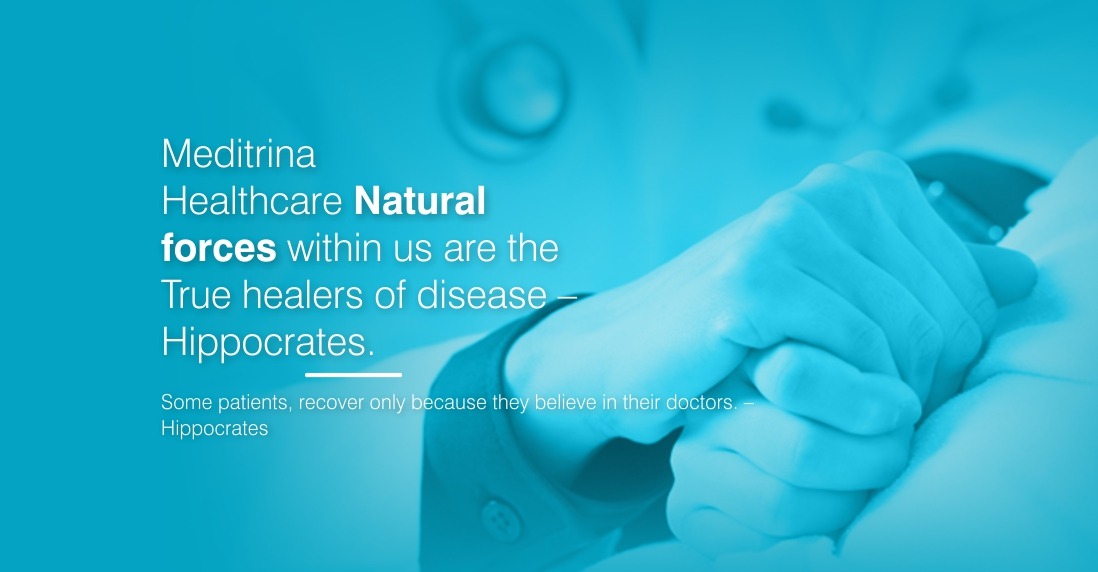 Meditrina
Healthcare Natural
forces within us are the
True healers of disease –
Hippocrates.
Some patients, recover only because they believe in their doctors. –
Hippocrates